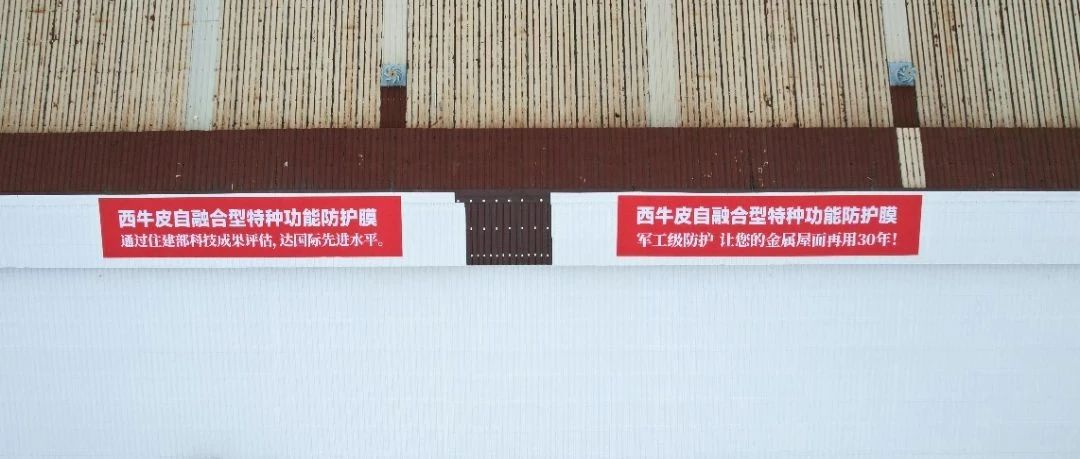 西牛皮自融合型特种功能防护膜
通过住建部科技成果评估,达国际先进水平。
西牛皮自融合型特种功能防护膜
军工级防护 让您的金属屋面再用30年!